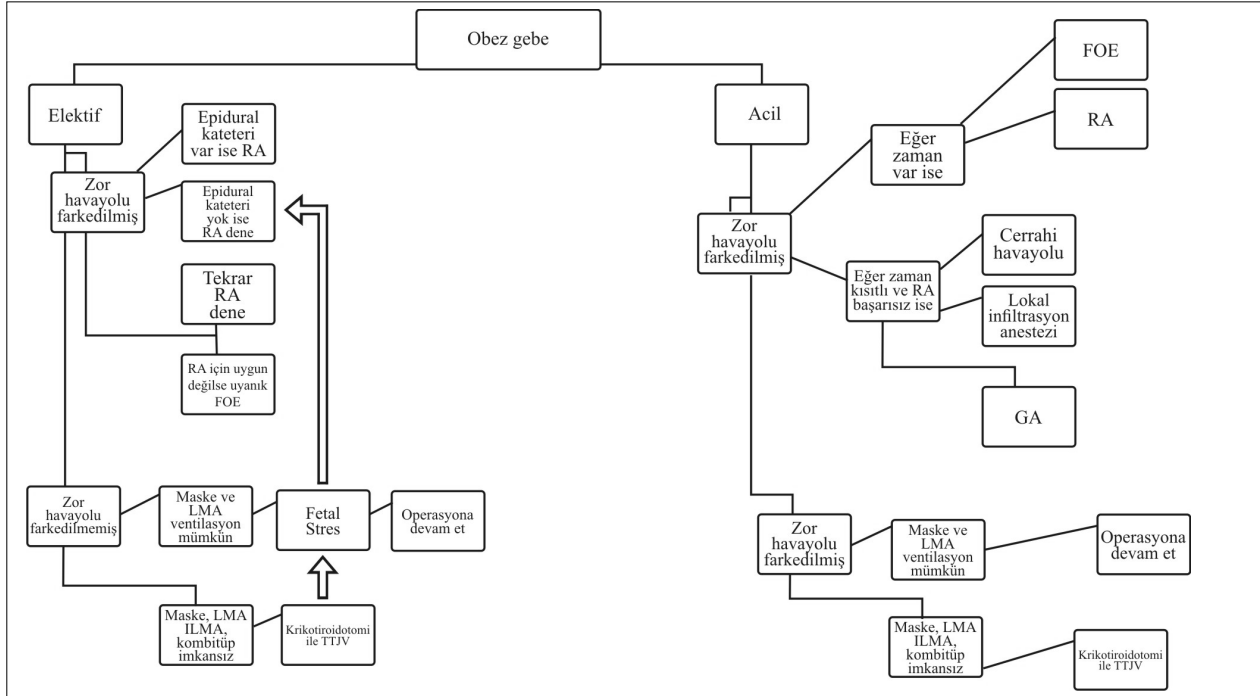 Obez gebe
Elektif
Epidural
kateteri
var ise RA
Zor
havayolu
farkedilmiş
Epidural
kateteri
yok ise
RA dene
Tekrar
RA
dene
RA için uygun
değilse uyanık
FOE
Zor
havayolu
farkedilmemiş
Maske ve LMA
ventilasyon
mümkün
Fetal
Stres
Operasyona
devam et
Maske, LMA
ILMA,
kombitüp
imkansız
Krikotiroidotomi
ile TTJV
Acil
Zor
havayolu
farkedilmiş
Eğer
zaman
var ise
FOE
RA
Eğer zaman
kısıtlı ve RA
başarısız ise
Cerrahi
havayolu
Lokal
infiltrasyon
anestezi
GA
Zor
havayolu
farkedilmiş
Maske ve
LMA
ventilasyon
mümkün
Operasyona
devam et
Maske, LMA
ILMA,
kombitüp
imkansız
Krikotiroidotomi
ile TTJV